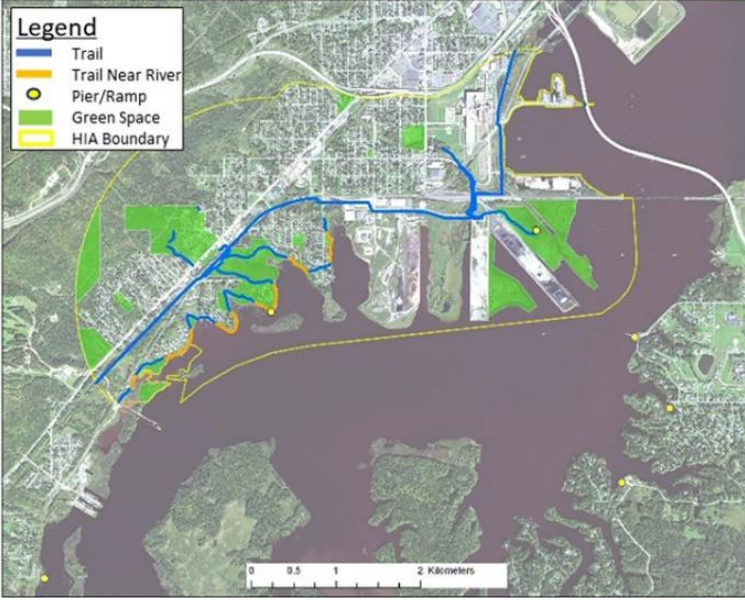 Legend
Trail
Trail Near River
Pier/Ramp
Green Space
HIA Boundary
0 0.5 1 2 Kilometers